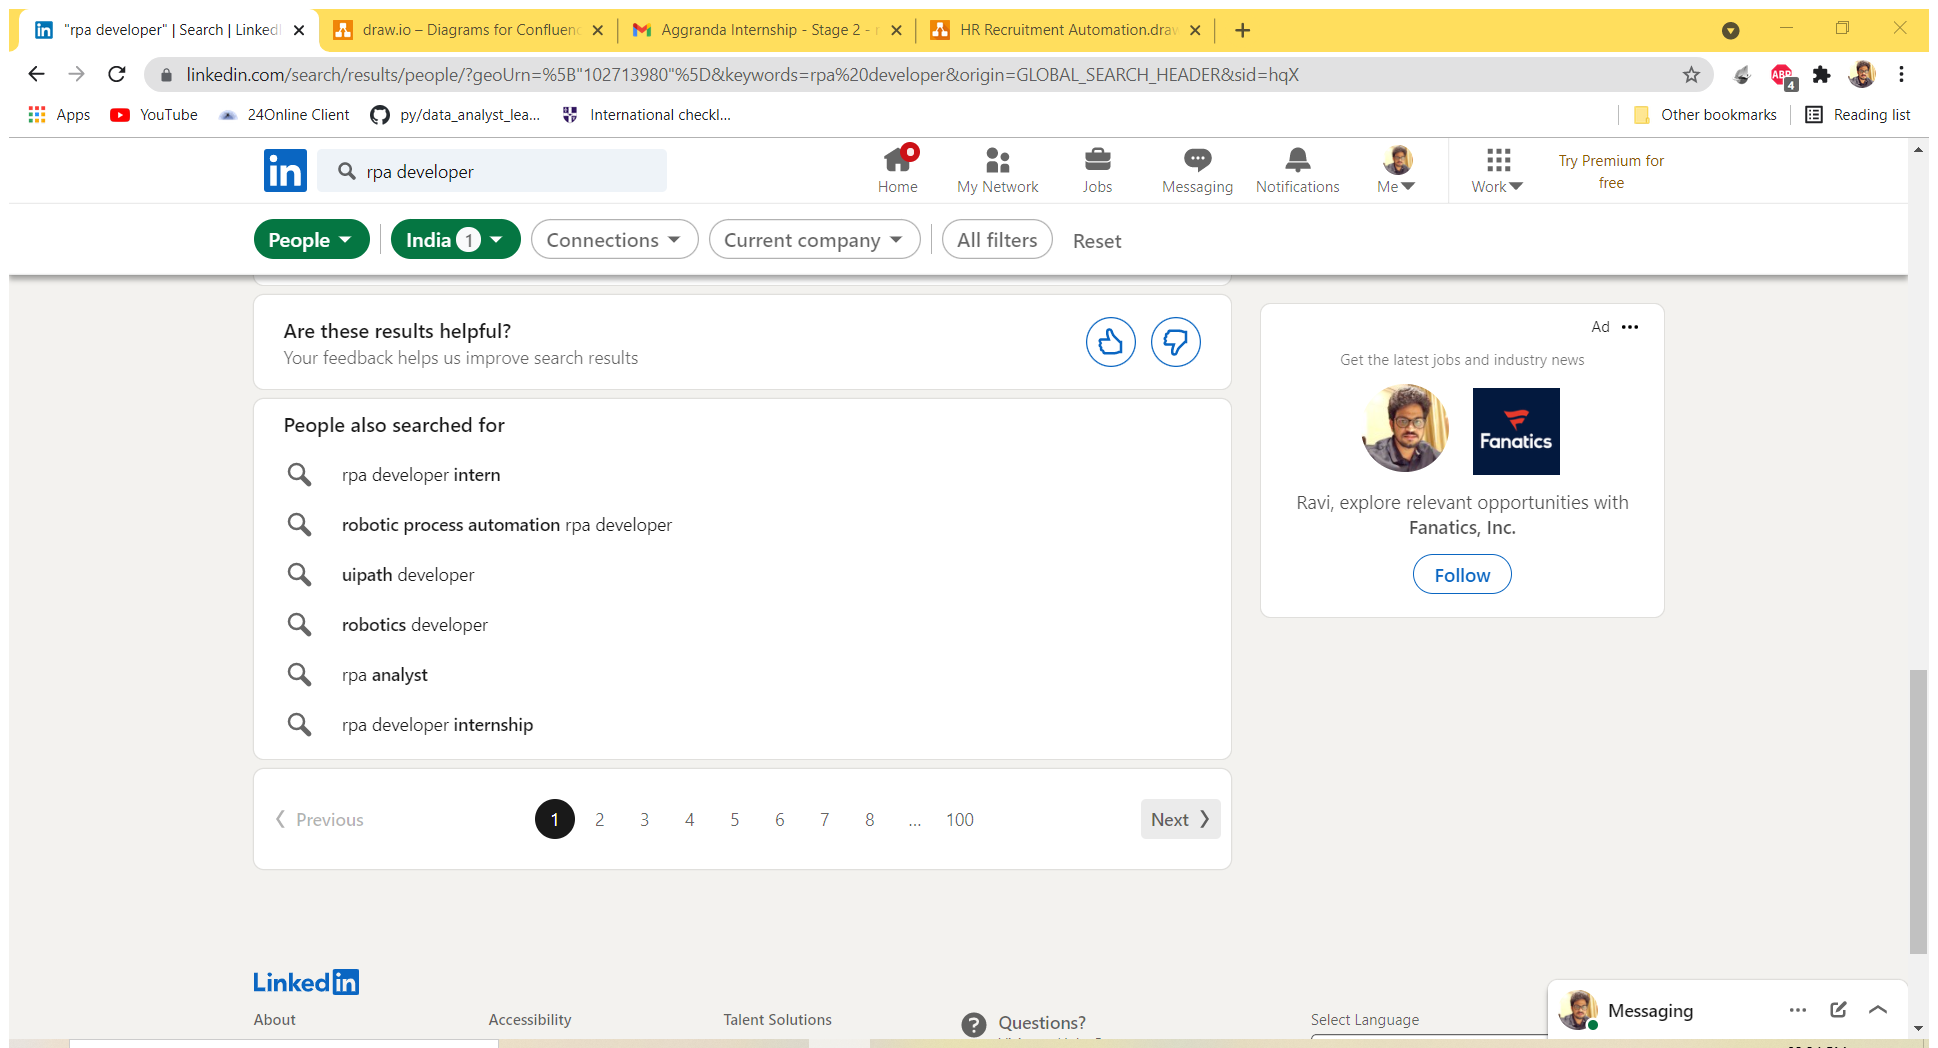 "rpa developer" | Search | LinkedI
draw.io – Diagrams for Confluenc
Aggranda Internship - Stage 2 - r
HR Recruitment Automation.draw
linkedin.com/search/results/people/?geoUrn=%5B"102713980"%5D&keywords=rpa%20developer&origin=GLOBAL_SEARCH_HEADER&sid=hqX
ABP
4
Apps
YouTube
24Online Client
py/data_analyst_lea...
International checkl...
Other bookmarks
Reading list
in
rpa developer
Home
My Network
Jobs
Messaging
Notifications
Me
Work
Try Premium for
free
People
India 1
Connections
Current company
All filters
Reset
Are these results helpful?
Your feedback helps us improve search results
People also searched for
rpa developer intern
robotic process automation rpa developer
uipath developer
robotics developer
rpa analyst
rpa developer internship
Previous
1 2 3 4 5 6 7 8 ... 100
Next
Ad
Get the latest jobs and industry news
Fanatics
Ravi, explore relevant opportunities with
Fanatics, Inc.
Follow
LinkedIn
About
Accessibility
Talent Solutions
Questions?
Select Language
Messaging